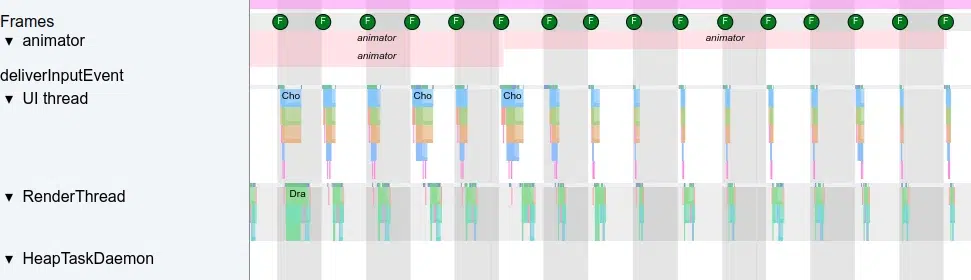 Frames
F F F F F F F F F F F F F F F F
▼ animator
animator animator
animator
deliverInputEvent
▼ UI thread
Cho Cho Cho
▼ RenderThread
Dra
▼ HeapTaskDaemon